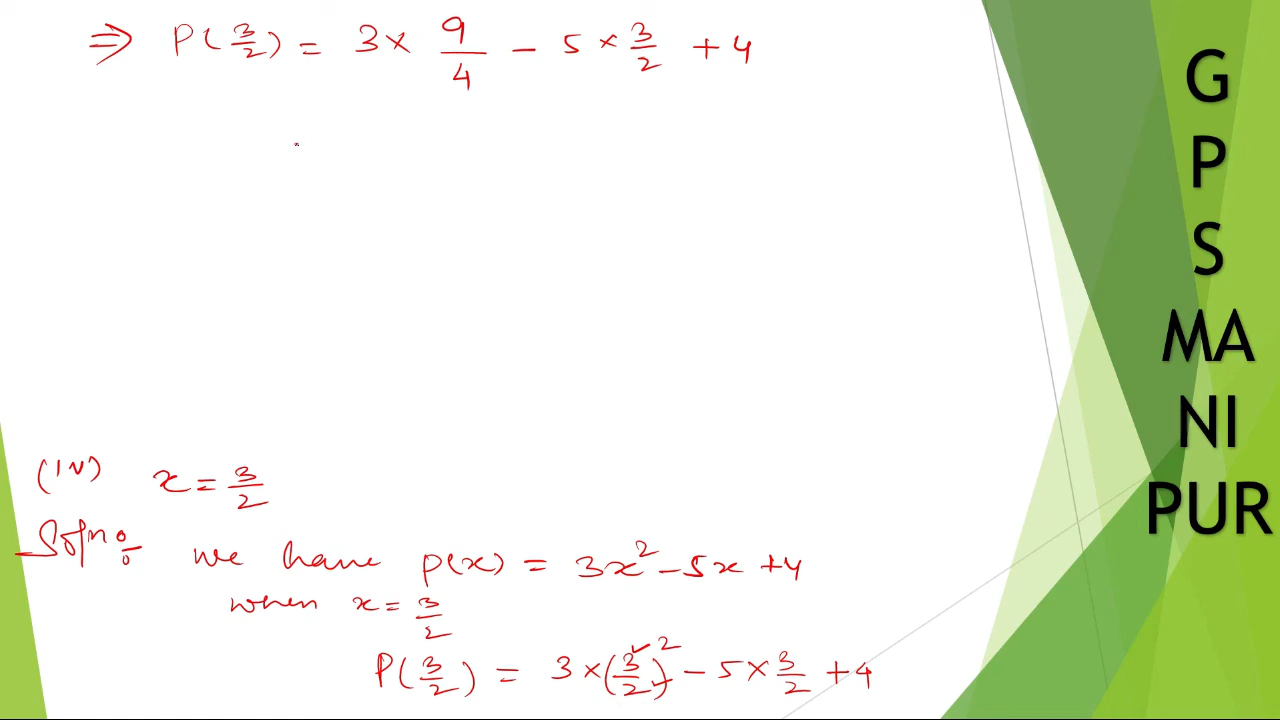 ⇒ P(3/2) = 3 × 9/4 − 5 × 3/2 + 4
(IV) x = 3/2
Soln: we have p(x) = 3x² − 5x + 4
when x = 3/2
P(3/2) = 3 × (3/2)² − 5 × 3/2 + 4
G
P
S
MA
NI
PUR